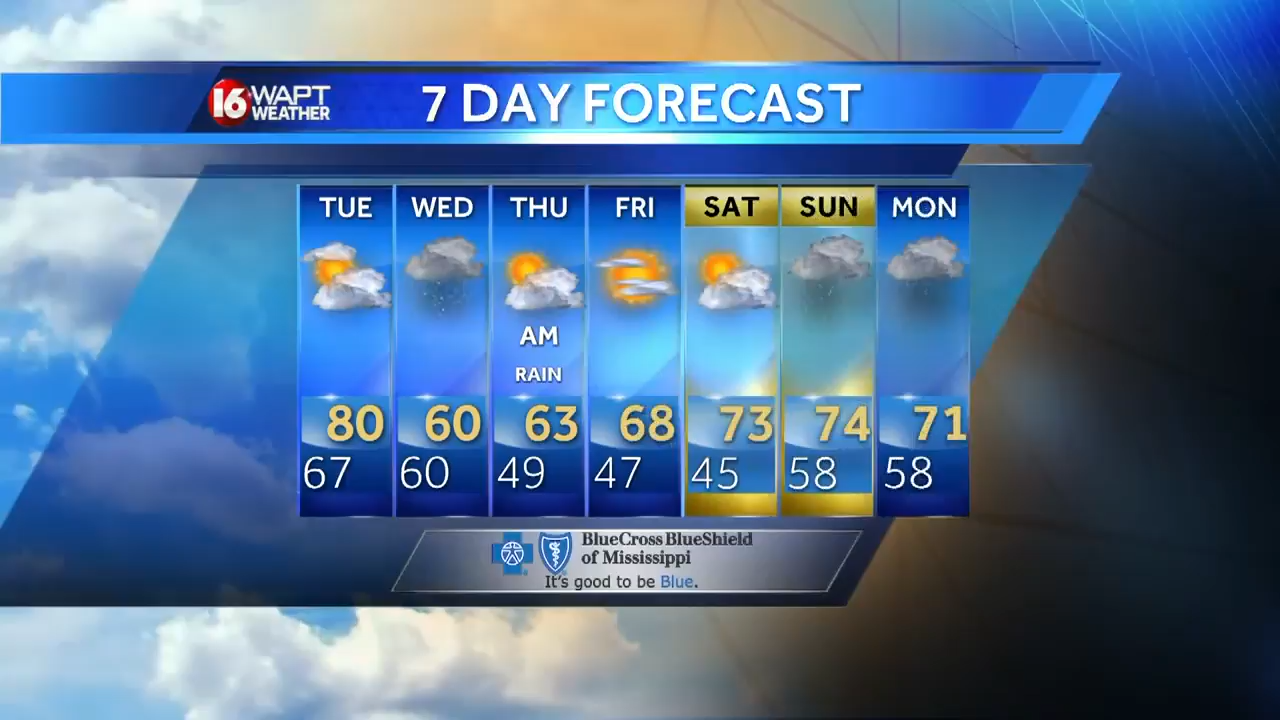 16 WAPT
WEATHER
7 DAY FORECAST
TUE WED THU FRI SAT SUN MON
AM
RAIN
80 60 63 68 73 74 71
67 60 49 47 45 58 58
BlueCross BlueShield
of Mississippi
It's good to be Blue.